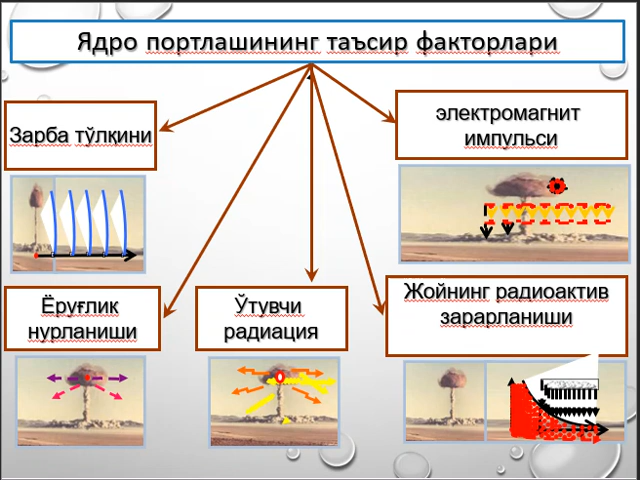 Ядро портлашининг таъсир факторлари
Зарба тўлқини
электромагнит
импульси
Ёруғлик
нурланиши
Ўтувчи
радиация
Жойнинг радиоактив
зарарланиши